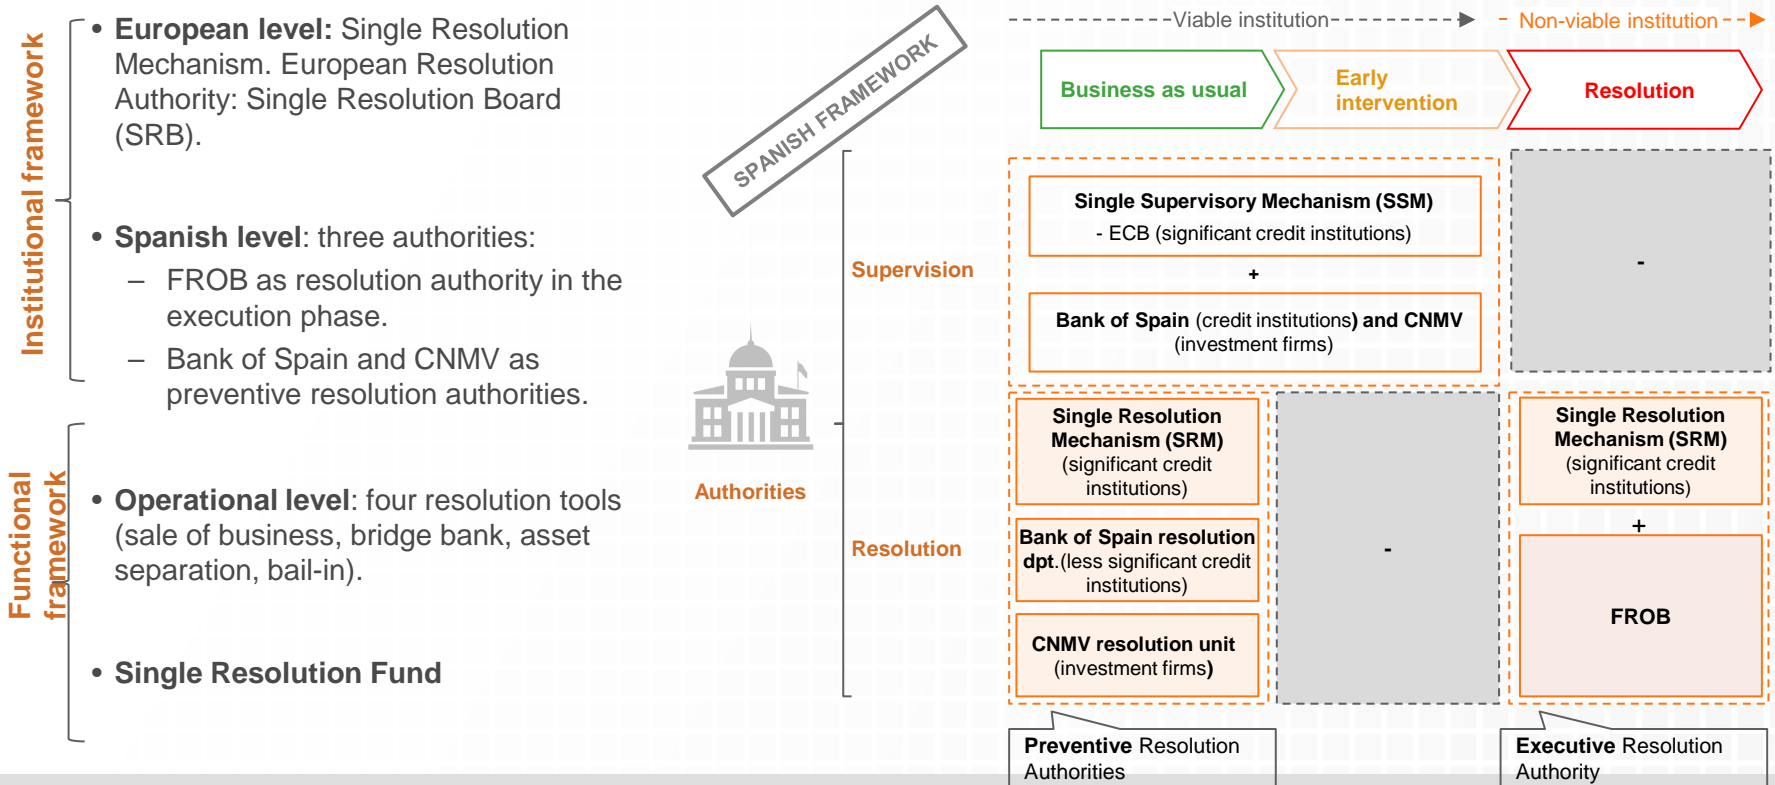 Institutional framework
• European level: Single Resolution
Mechanism. European Resolution
Authority: Single Resolution Board
(SRB).
• Spanish level: three authorities:
– FROB as resolution authority in the
execution phase.
– Bank of Spain and CNMV as
preventive resolution authorities.
Functional
framework
• Operational level: four resolution tools
(sale of business, bridge bank, asset
separation, bail-in).
• Single Resolution Fund
SPANISH FRAMEWORK
Authorities
Supervision
Resolution
Viable institution
Non-viable institution
Business as usual
Early
intervention
Resolution
Single Supervisory Mechanism (SSM)
- ECB (significant credit institutions)
+
Bank of Spain (credit institutions) and CNMV
(investment firms)
-
Single Resolution
Mechanism (SRM)
(significant credit
institutions)
Bank of Spain resolution
dpt.(less significant credit
institutions)
CNMV resolution unit
(investment firms)
-
Single Resolution
Mechanism (SRM)
(significant credit
institutions)
+
FROB
Preventive Resolution
Authorities
Executive Resolution
Authority